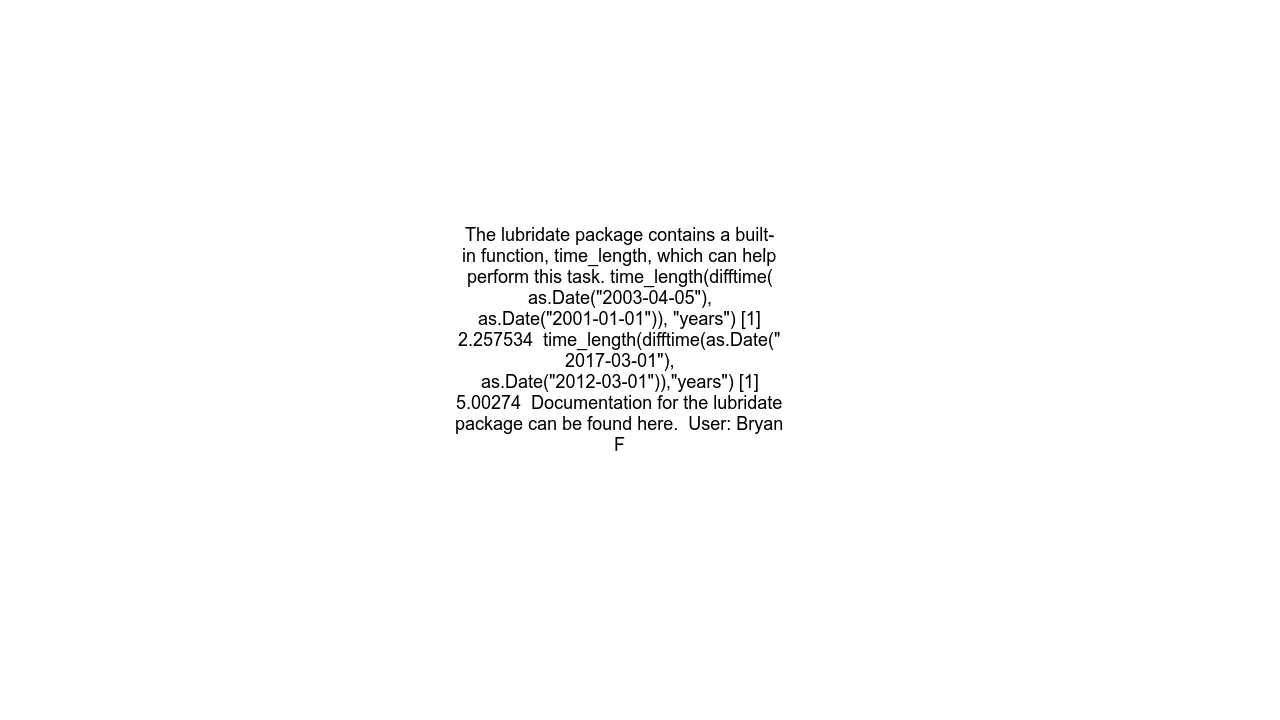 The lubridate package contains a built-
in function, time_length, which can help
perform this task. time_length(difftime(
as.Date("2003-04-05"),
as.Date("2001-01-01")), "years") [1]
2.257534  time_length(difftime(as.Date("
2017-03-01"),
as.Date("2012-03-01")),"years") [1]
5.00274  Documentation for the lubridate
package can be found here.  User: Bryan
F